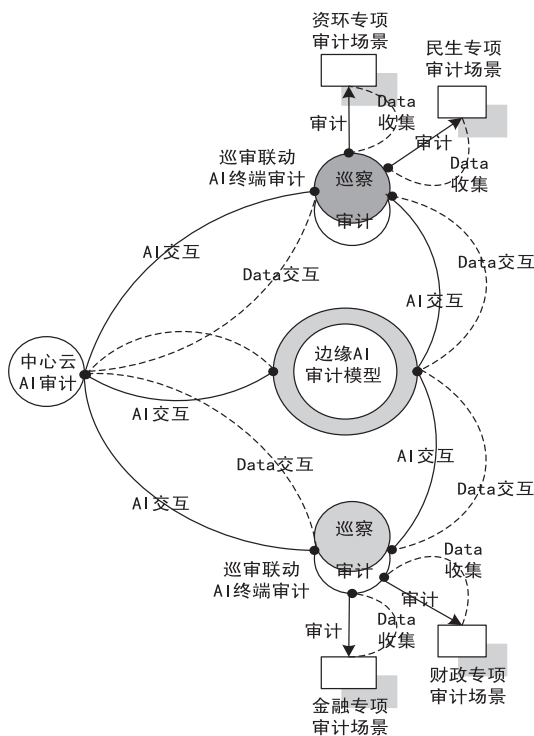 资环专项
审计场景
民生专项
审计场景
Data
收集
审计
审计
Data
收集
巡审联动
AI终端审计
巡察
审计
AI交互
Data交互
Data交互
AI交互
中心云
AI审计
边缘AI
审计模型
AI交互
AI交互
Data交互
Data交互
AI交互
巡察
审计
巡审联动
AI终端审计
Data
收集
审计
审计
Data
收集
金融专项
审计场景
财政专项
审计场景